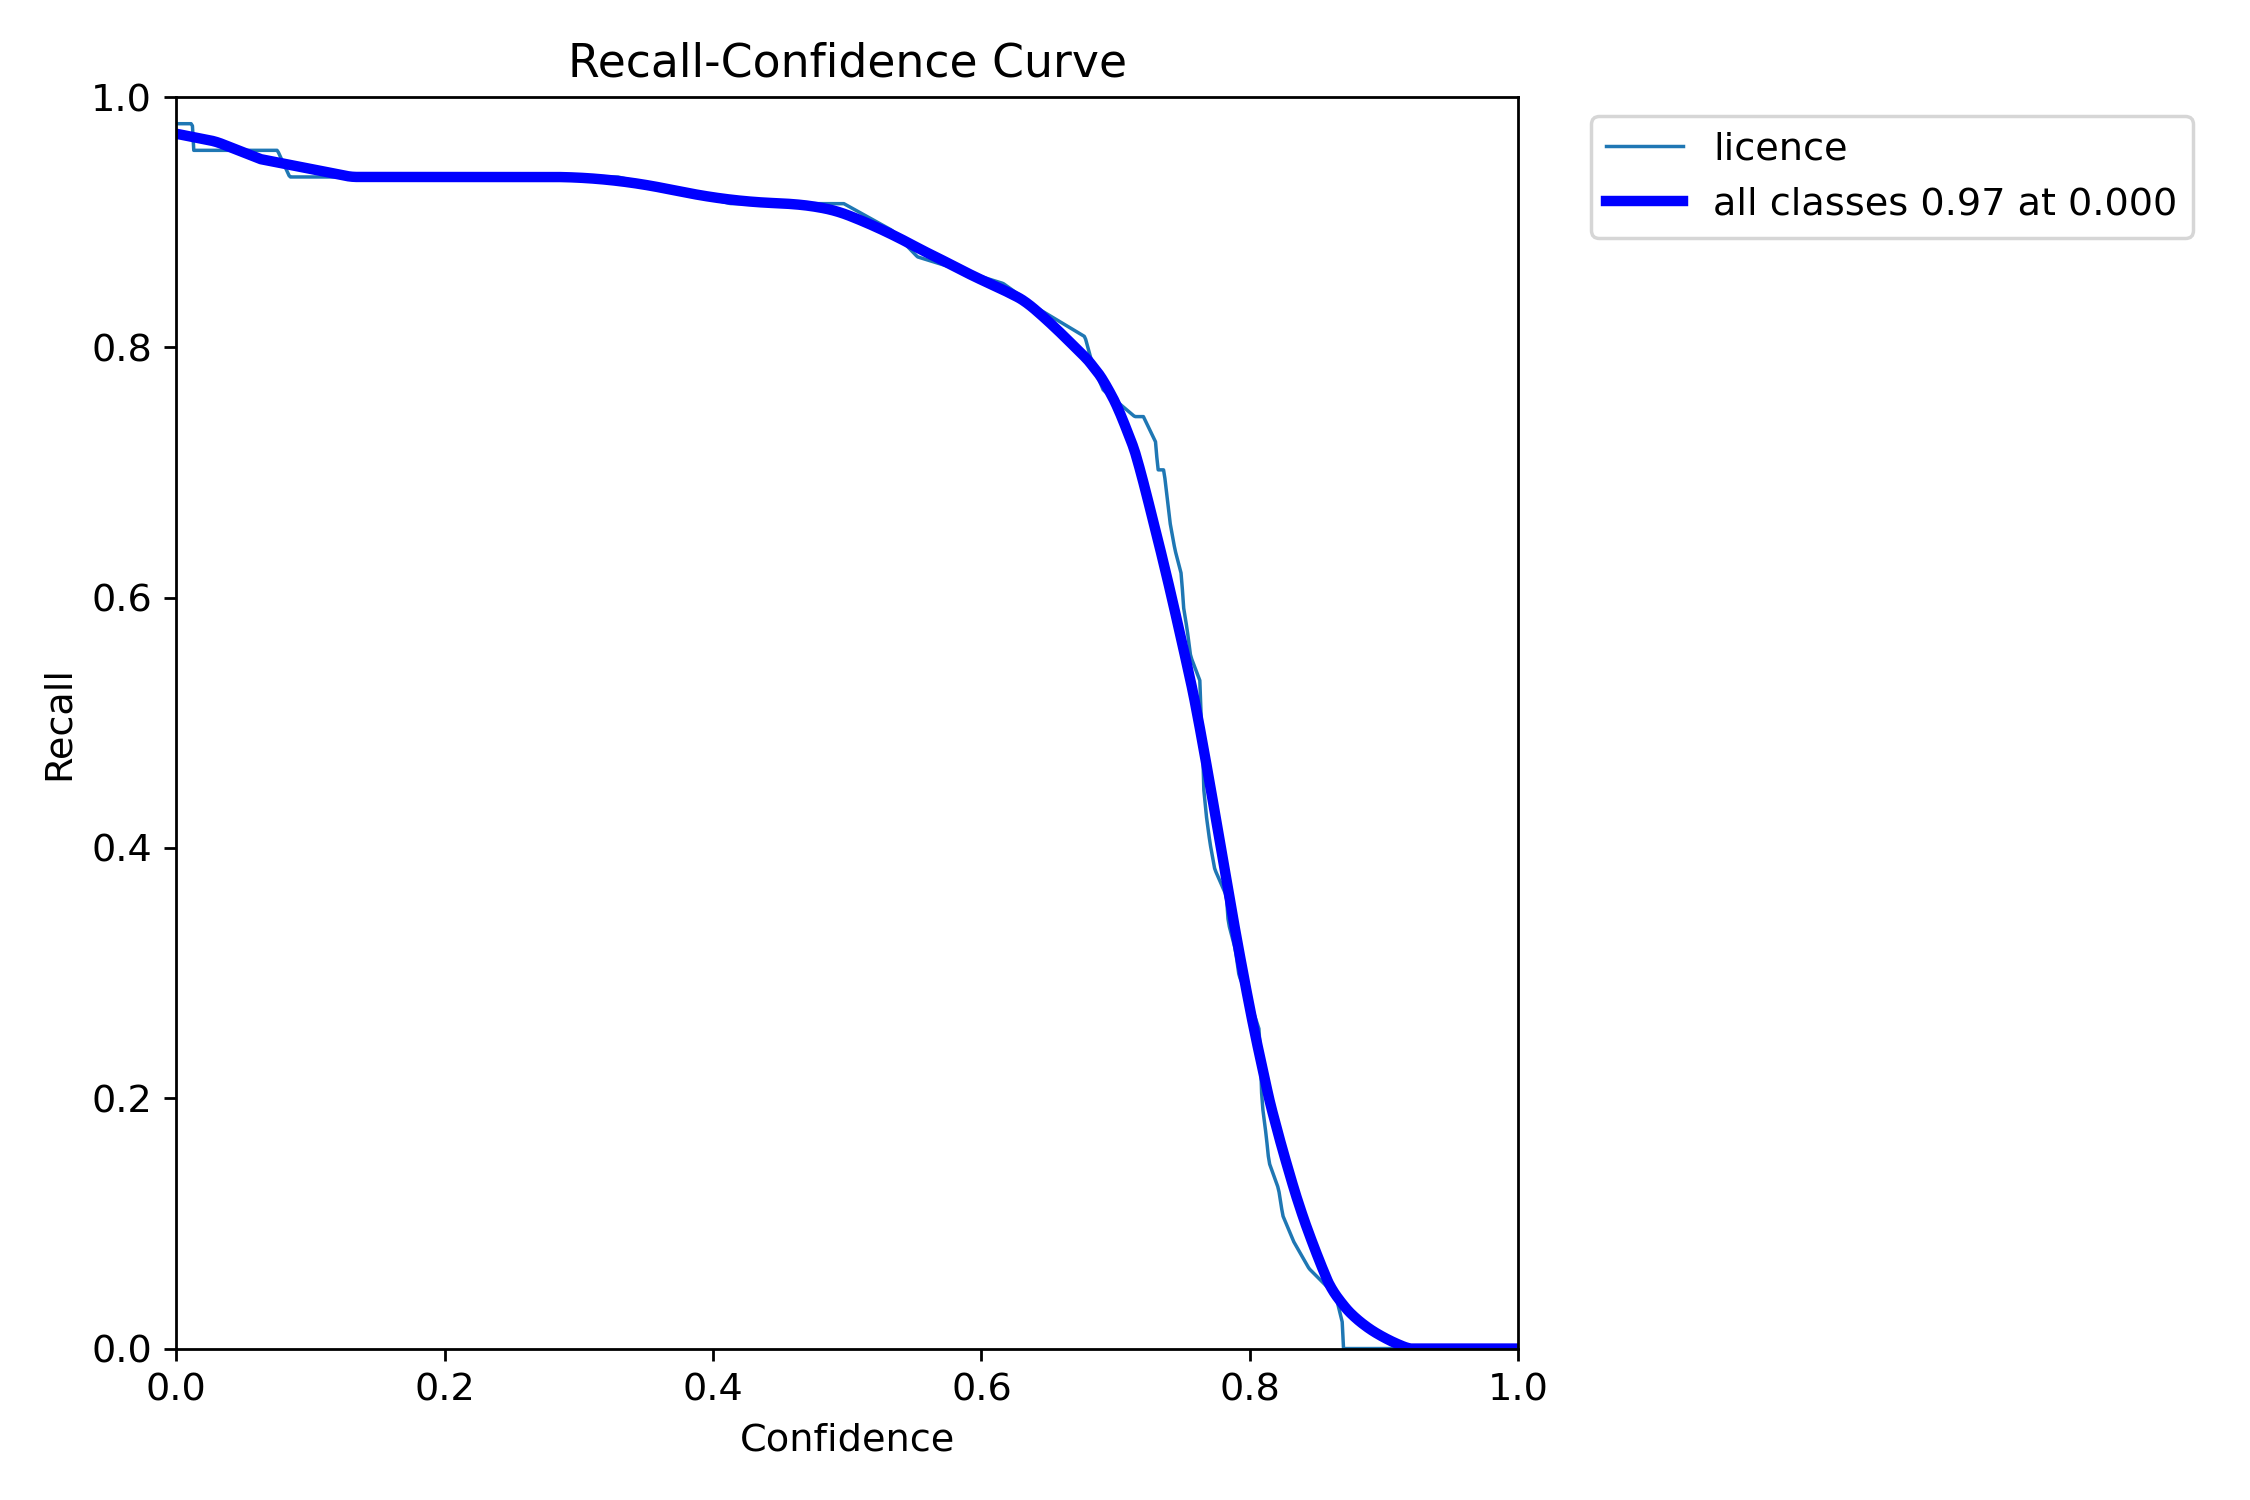 Recall-Confidence Curve
1.0
0.8
0.6
0.4
0.2
0.0
Recall
0.0 0.2 0.4 0.6 0.8 1.0
Confidence
licence
all classes 0.97 at 0.000